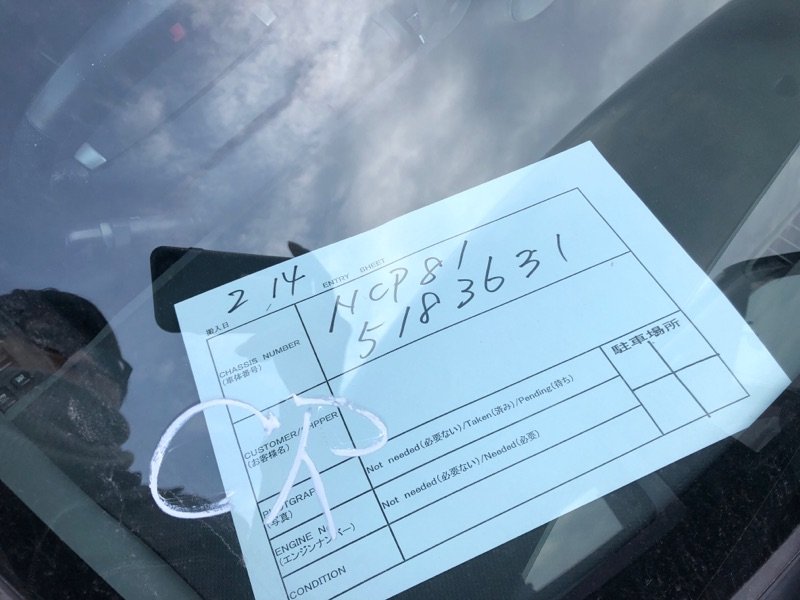 ENTRY SHEET
搬入日 2/14
CHASSIS NUMBER
(車体番号)
NCP81
5183631
駐車場所
CUSTOMER/SHIPPER
(お客様名)
PHOTOGRAPH
(写真)
Not needed(必要ない)/Taken(済み)/Pending(待ち)
ENGINE No
(エンジンナンバー)
Not needed(必要ない)/Needed(必要)
CONDITION